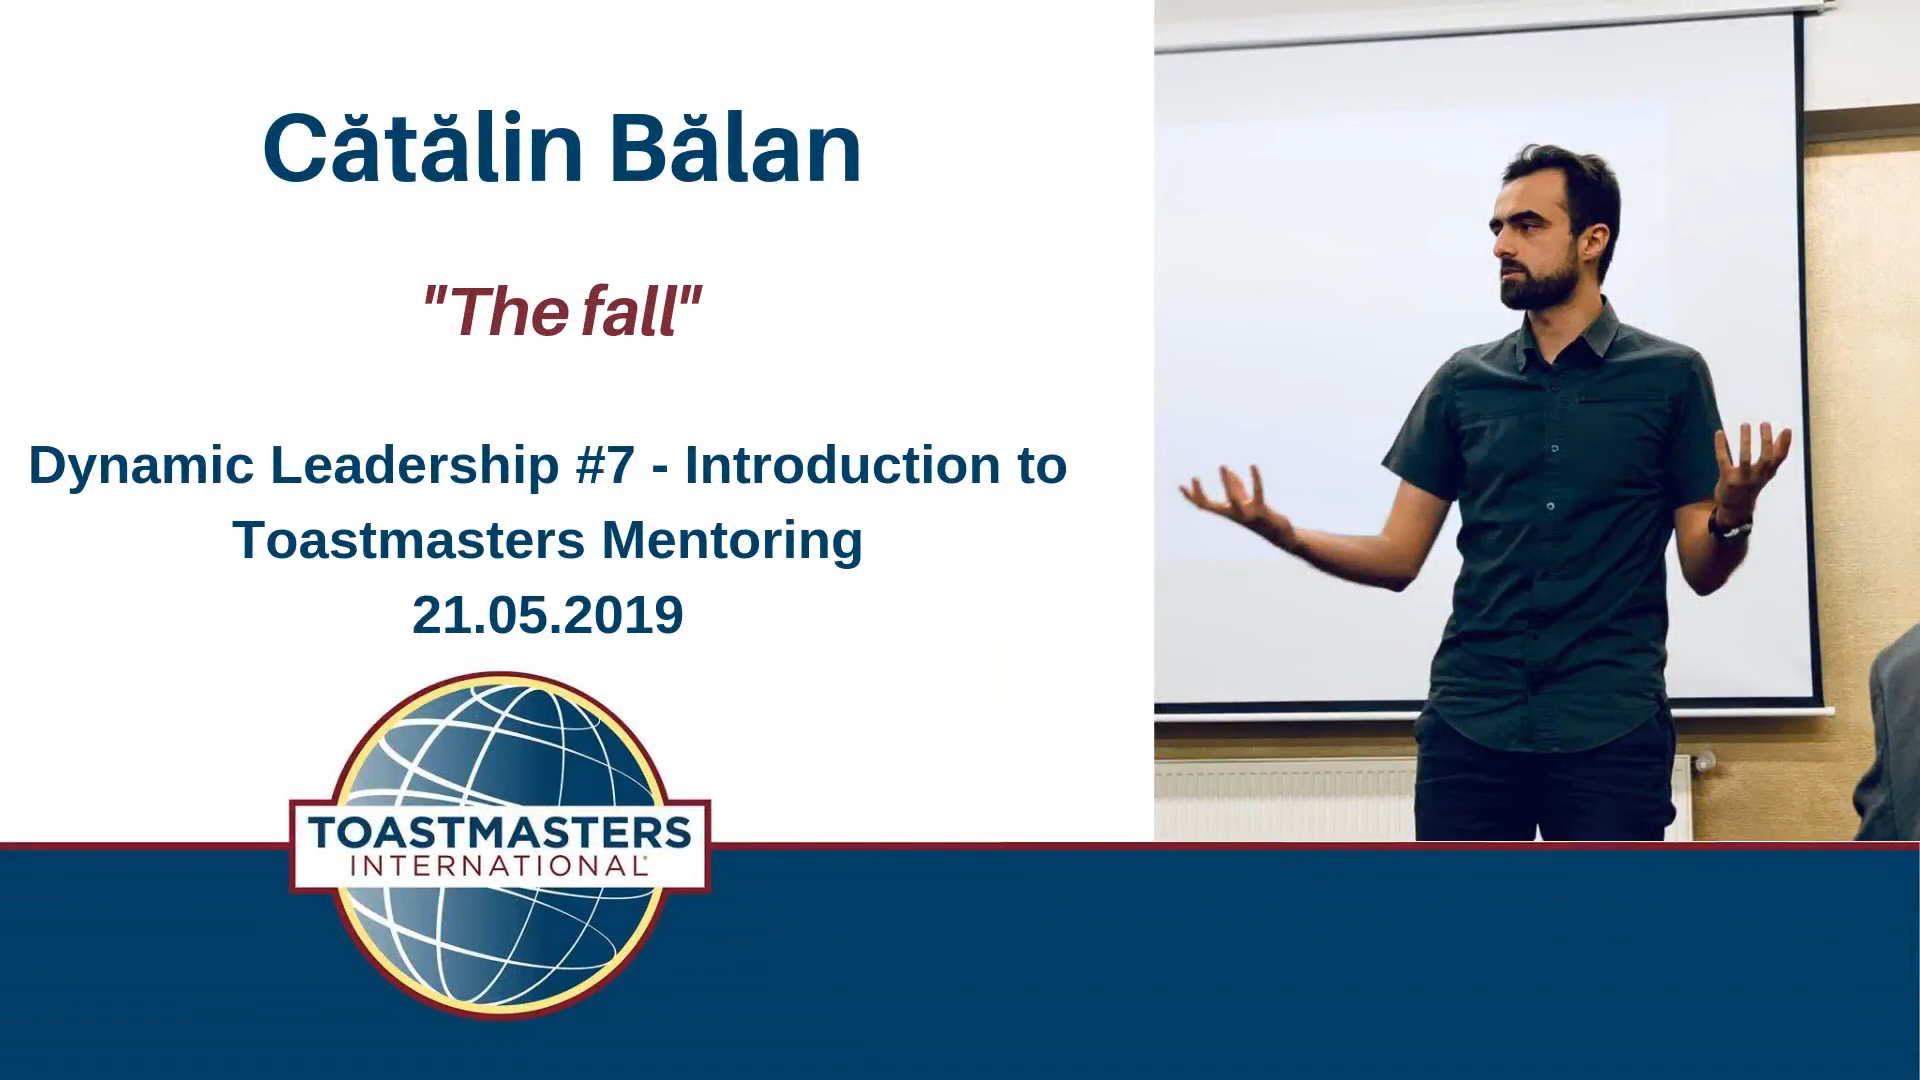 Cătălin Bălan
"The fall"
Dynamic Leadership #7 - Introduction to
Toastmasters Mentoring
21.05.2019
TOASTMASTERS
INTERNATIONAL